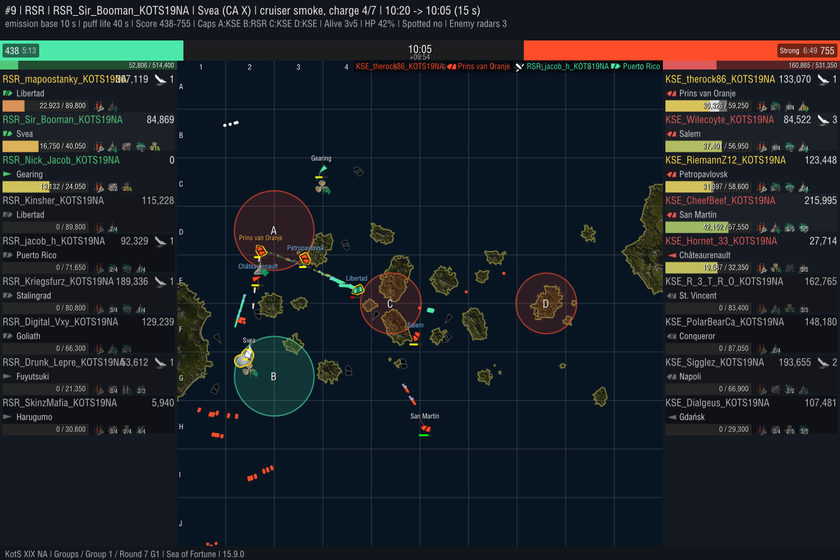 #9 | RSR | RSR_Sir_Booman_KOTS19NA | Svea (CA X) | cruiser smoke, charge 4/7 | 10:20 -> 10:05 (15 s)
emission base 10 s | puff life 40 s | Score 438-755 | Caps A:KSE B:RSR C:KSE D:KSE | Alive 3v5 | HP 42% | Spotted no | Enemy radars 3
438 5:13
10:05
+09:54
Strong 6:49 755
52,806 / 514,400
160,865 / 531,350
KSE_therock86_KOTS19NA Prins van Oranje RSR_jacob_h_KOTS19NA Puerto Rico
RSR_mapoostanky_KOTS19NA 1
Libertad
22,923 / 89,800
RSR_Sir_Booman_KOTS19NA 84,869
Svea
16,750 / 40,050
RSR_Nick_Jacob_KOTS19NA 0
Gearing
13,132 / 24,050
RSR_Kinsher_KOTS19NA 115,228
Libertad
0 / 89,800
RSR_jacob_h_KOTS19NA 92,329 1
Puerto Rico
0 / 71,650
RSR_Kriegsfurz_KOTS19NA 189,336 1
Stalingrad
0 / 80,800
RSR_Digital_Vxy_KOTS19NA 129,239
Goliath
0 / 66,300
RSR_Drunk_Lepre_KOTS19NA 53,612 1
Fuyutsuki
0 / 21,350
RSR_SkinzMafia_KOTS19NA 5,940
Harugumo
0 / 30,600
1 2 3 4
A
B
C
D
E
F
G
H
I
J
Gearing
A
Prins van Oranje
Petropavlovsk
Châteaurenault
Libertad
C
D
Salem
Svea
B
San Martín
KSE_therock86_KOTS19NA 133,070 1
Prins van Oranje
30,325 / 59,250
KSE_Wilecoyte_KOTS19NA 84,522 3
Salem
37,401 / 56,950
KSE_RiemannZ12_KOTS19NA 123,448
Petropavlovsk
31,397 / 58,600
KSE_CheefBeef_KOTS19NA 215,995
San Martín
42,152 / 57,550
KSE_Hornet_33_KOTS19NA 27,714
Châteaurenault
/ 32,350
KSE_R_3_T_R_O_KOTS19NA 162,765
St. Vincent
0 / 83,400
KSE_PolarBearCa_KOTS19NA 148,180
Conqueror
0 / 87,050
KSE_Sigglez_KOTS19NA 193,655 2
Napoli
0 / 66,900
KSE_Dialgeus_KOTS19NA 107,481
Gdańsk
0 / 29,300
KotS XIX NA | Groups / Group 1 / Round 7 G1 | Sea of Fortune | 15.9.0